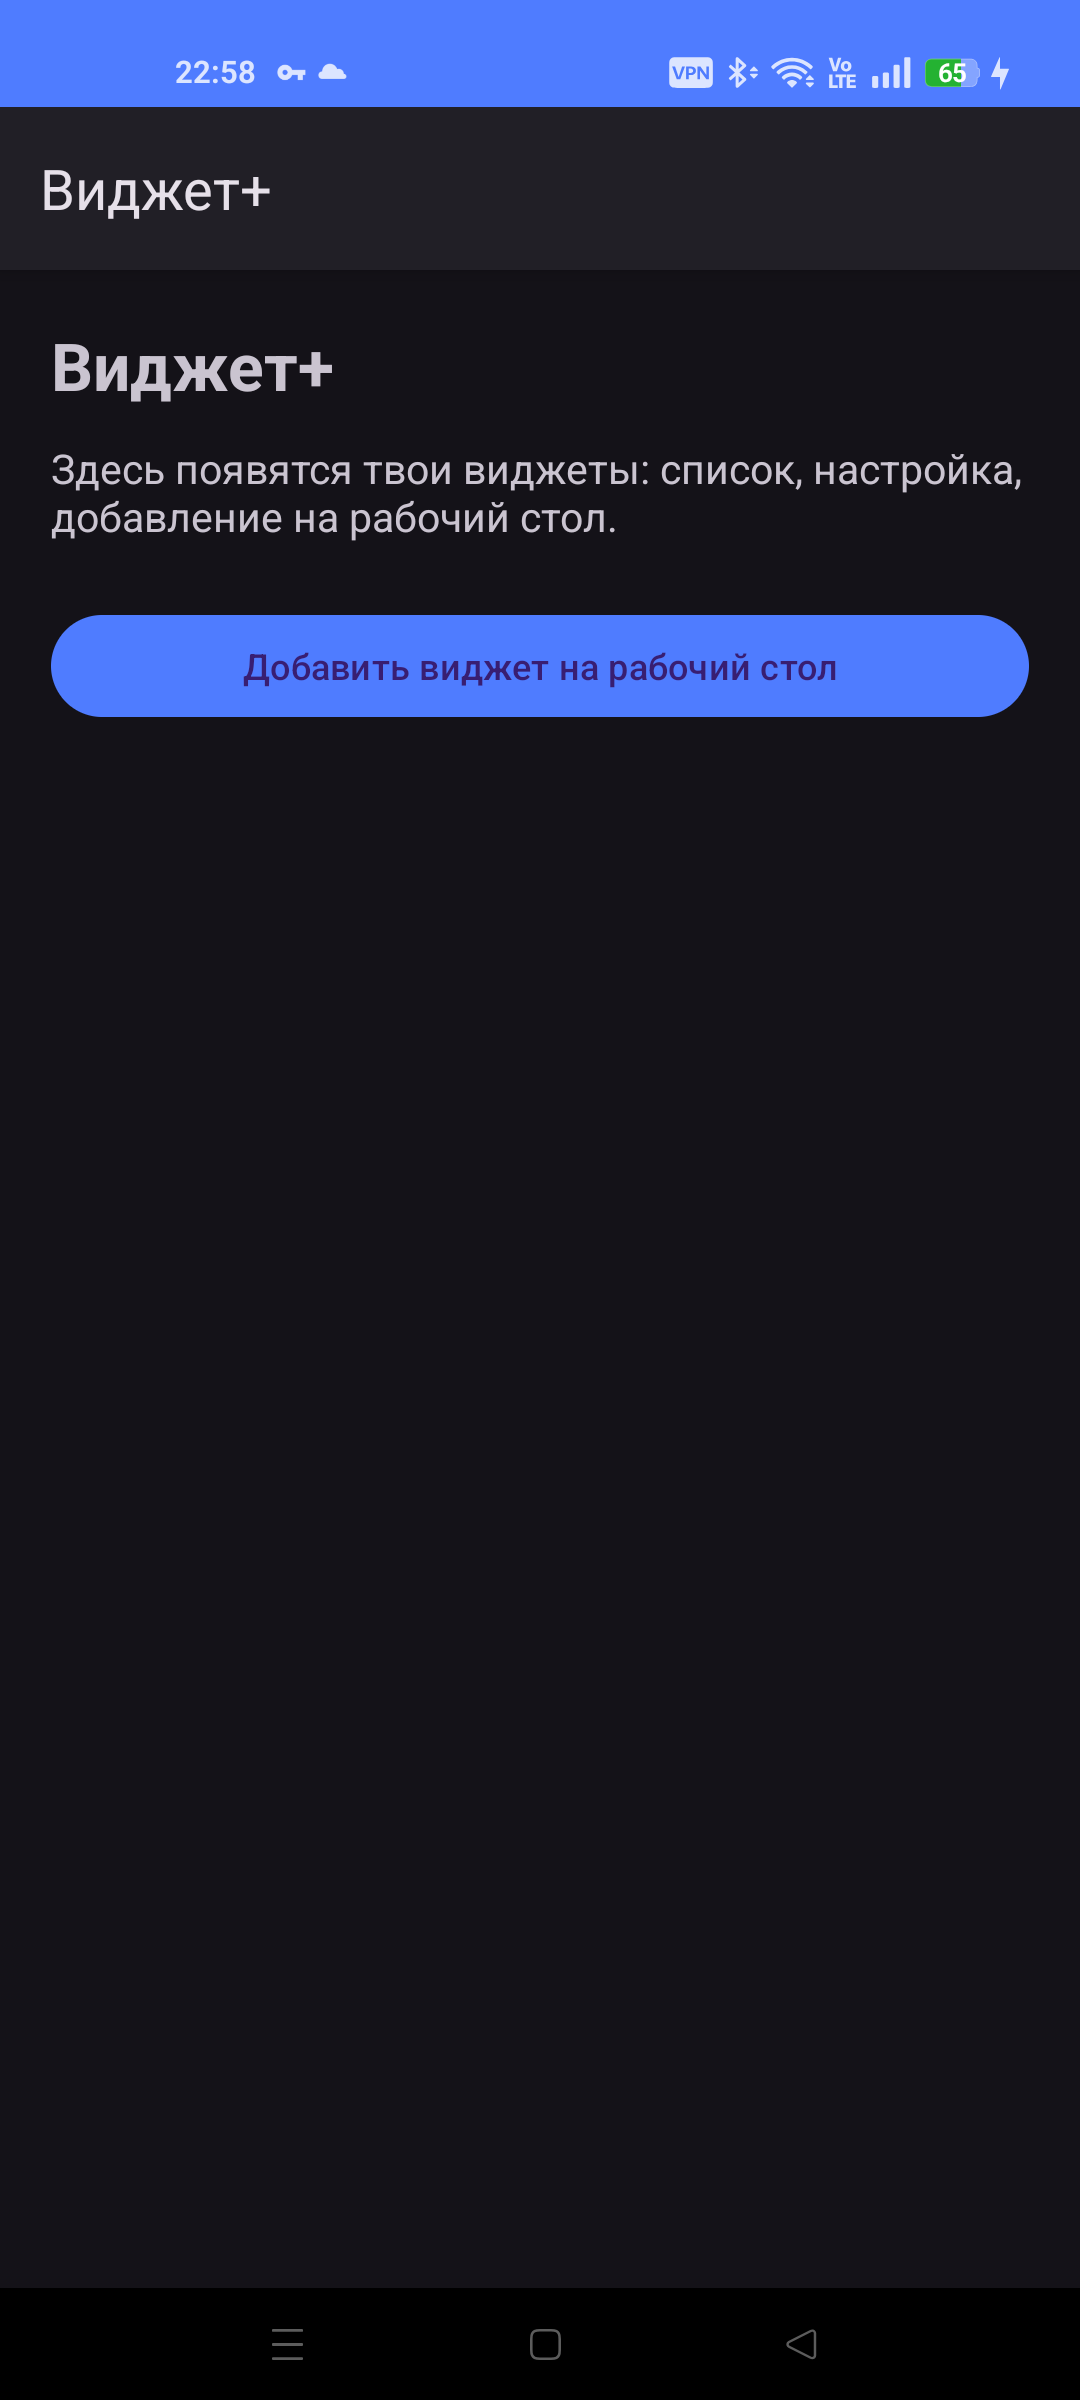 22:58 VPN Vo LTE 65
Виджет+
Виджет+
Здесь появятся твои виджеты: список, настройка,
добавление на рабочий стол.
Добавить виджет на рабочий стол